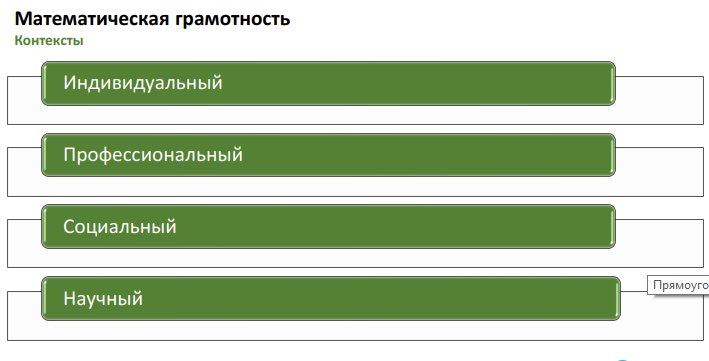 Математическая грамотность
Контексты
Индивидуальный
Профессиональный
Социальный
Научный
Прямоуго